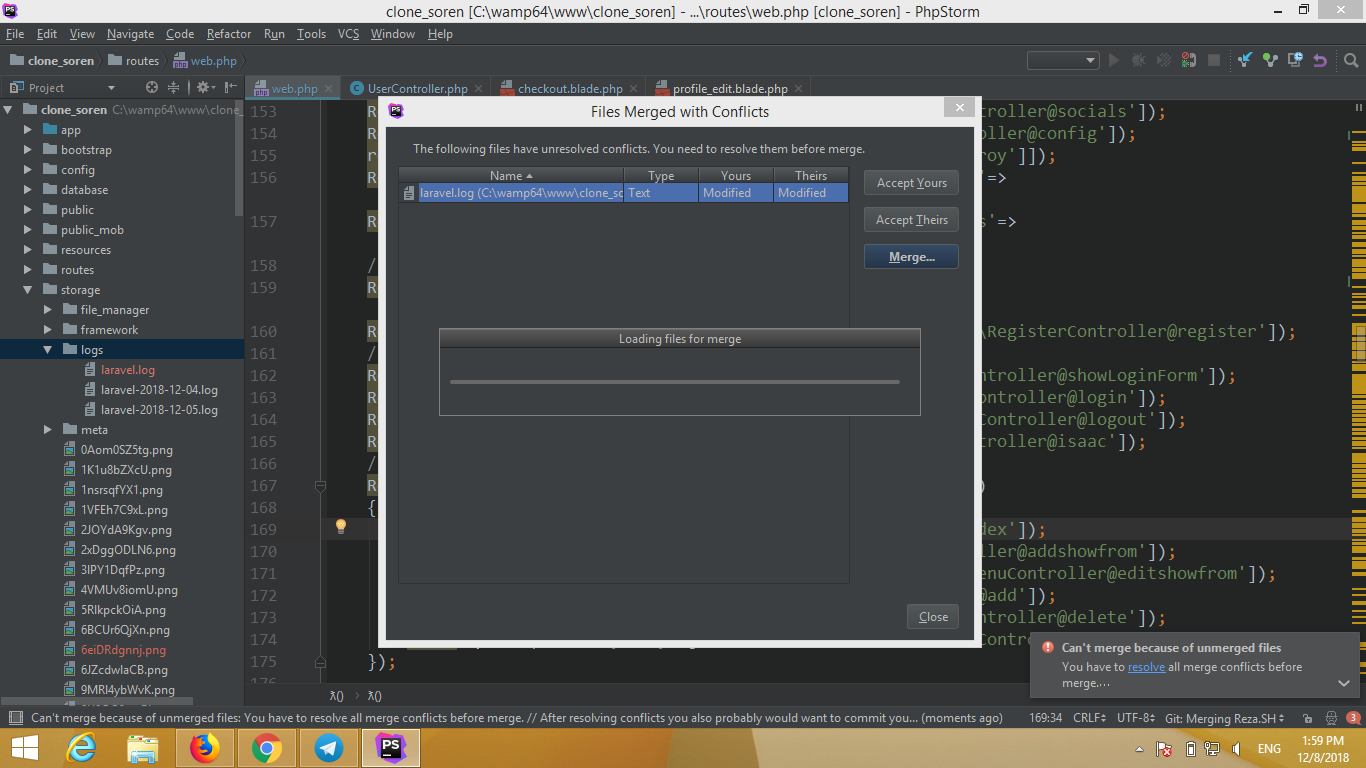 clone_soren [C:\wamp64\www\clone_soren] - ...\routes\web.php [clone_soren] - PhpStorm
File Edit View Navigate Code Refactor Run Tools VCS Window Help
clone_soren routes web.php
Project
web.php UserController.php checkout.blade.php profile_edit.blade.php
clone_soren C:\wamp64\www\clone_
app
bootstrap
config
database
public
public_mob
resources
routes
storage
file_manager
framework
logs
laravel.log
laravel-2018-12-04.log
laravel-2018-12-05.log
meta
0Aom0SZ5tg.png
1K1u8bZXcU.png
1nsrsqfYX1.png
1VFEh7C9xL.png
2JOYdA9Kgv.png
2xDggODLN6.png
3IPY1DqfPz.png
4VMUv8iomU.png
5RIkpckOiA.png
6BCUr6QjXn.png
6eiDRdgnnj.png
6JZcdwIaCB.png
9MRl4ybWvK.png
153 R troller@socials']);
154 R oller@config']);
155 r roy']]);
156 R '=>
157 R s'=>
158 /
159 R
160 R \RegisterController@register']);
161 /
162 R ntroller@showLoginForm']);
163 R ontroller@login']);
164 R Controller@logout']);
165 R troller@isaac']);
166 /
167 R )
168 {
169 dex']);
170 ller@addshowfrom']);
171 enuController@editshowfrom']);
172 @add']);
173 ntroller@delete']);
174 Contro
175 });
176
Files Merged with Conflicts
The following files have unresolved conflicts. You need to resolve them before merge.
Name Type Yours Theirs
laravel.log (C:\wamp64\www\clone_so Text Modified Modified
Accept Yours
Accept Theirs
Merge...
Loading files for merge
Close
Can't merge because of unmerged files
You have to resolve all merge conflicts before
merge....
λ() › λ()
Can't merge because of unmerged files: You have to resolve all merge conflicts before merge. // After resolving conflicts you also probably would want to commit you... (moments ago) 169:34 CRLF UTF-8 Git: Merging Reza.SH 3
ENG
1:59 PM
12/8/2018